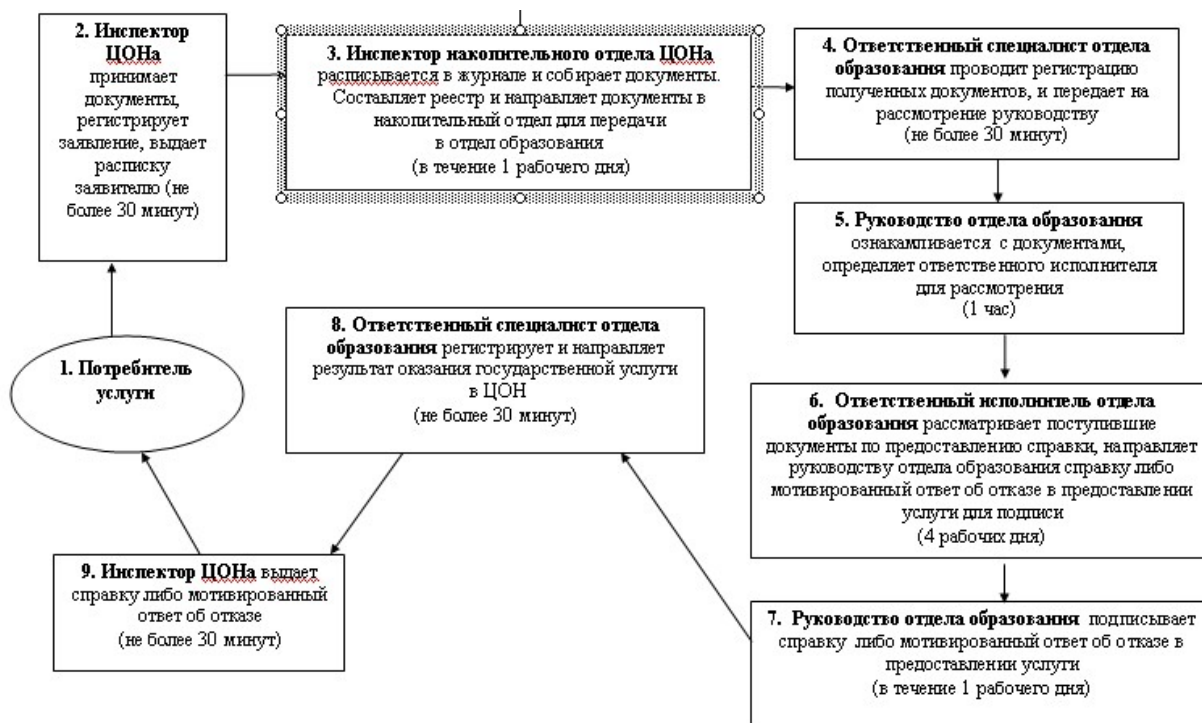 1. Потребитель
услуги
2. Инспектор
ЦОНа
принимает
документы,
регистрирует
заявление, выдает
расписку
заявителю (не
более 30 минут)
3. Инспектор накопительного отдела ЦОНа
расписывается в журнале и собирает документы.
Составляет реестр и направляет документы в
накопительный отдел для передачи
в отдел образования
(в течение 1 рабочего дня)
4. Ответственный специалист отдела
образования проводит регистрацию
полученных документов, и передает на
рассмотрение руководству
(не более 30 минут)
5. Руководство отдела образования
ознакамливается с документами,
определяет ответственного исполнителя
для рассмотрения
(1 час)
6. Ответственный исполнитель отдела
образования рассматривает поступившие
документы по предоставлению справки, направляет
руководству отдела образования справку либо
мотивированный ответ об отказе в предоставлении
услуги для подписи
(4 рабочих дня)
7. Руководство отдела образования подписывает
справку либо мотивированный ответ об отказе в
предоставлении услуги
(в течение 1 рабочего дня)
8. Ответственный специалист отдела
образования регистрирует и направляет
результат оказания государственной услуги
в ЦОН
(не более 30 минут)
9. Инспектор ЦОНа выдает
справку либо мотивированный
ответ об отказе
(не более 30 минут)